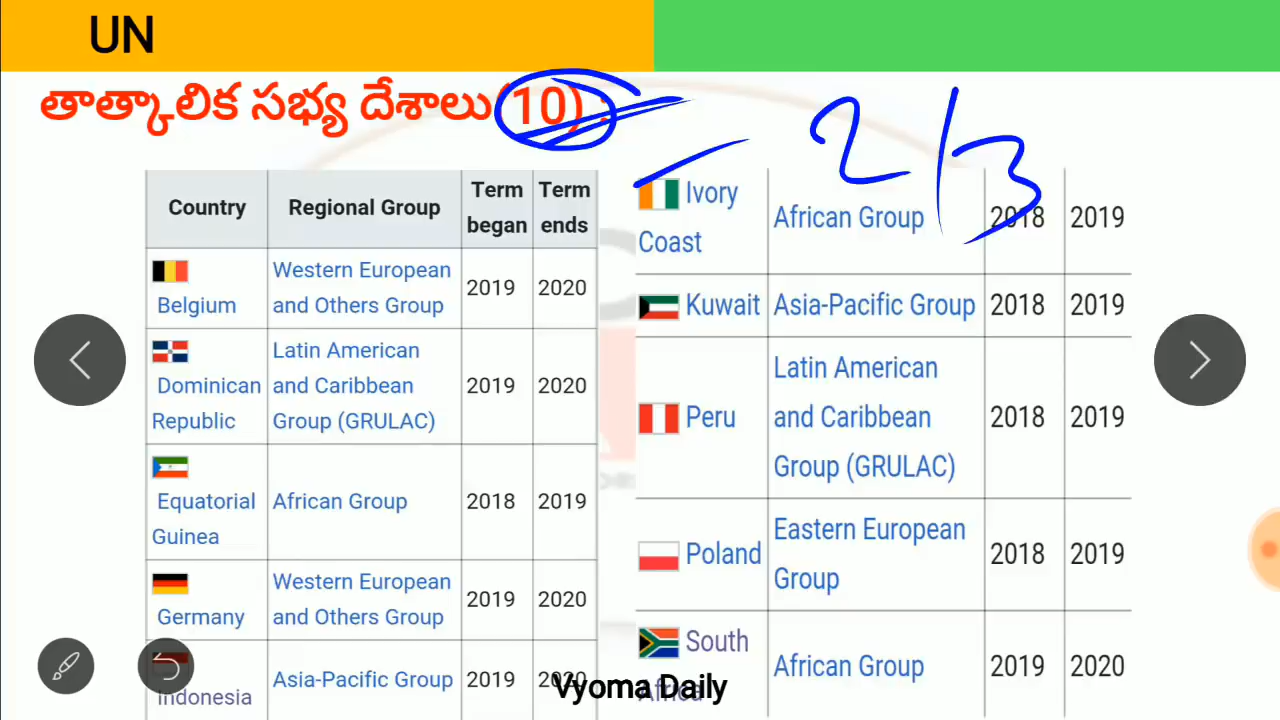 UN
తాత్కాలిక సభ్య దేశాలు(10) :
2/3
Country Regional Group Term began Term ends
Belgium Western European and Others Group 2019 2020
Dominican Republic Latin American and Caribbean Group (GRULAC) 2019 2020
Equatorial Guinea African Group 2018 2019
Germany Western European and Others Group 2019 2020
Indonesia Asia-Pacific Group 2019 2020
Ivory Coast African Group 2018 2019
Kuwait Asia-Pacific Group 2018 2019
Peru Latin American and Caribbean Group (GRULAC) 2018 2019
Poland Eastern European Group 2018 2019
South Africa African Group 2019 2020
Vyoma Daily